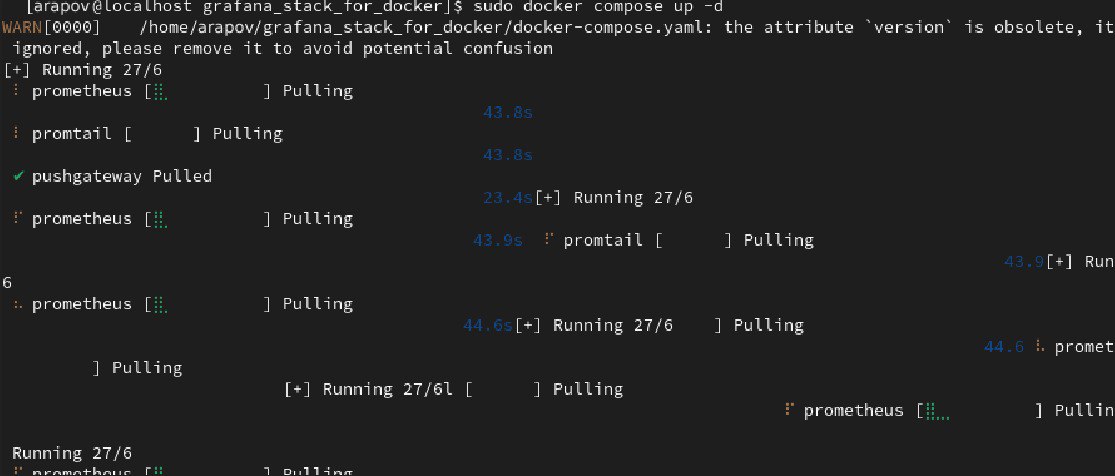 [arapov@localhost grafana_stack_for_docker]$ sudo docker compose up -d
WARN[0000] /home/arapov/grafana_stack_for_docker/docker-compose.yaml: the attribute `version` is obsolete, it
ignored, please remove it to avoid potential confusion
[+] Running 27/6
⠸ prometheus [⣿⡀ ] Pulling
43.8s
⠸ promtail [ ] Pulling
43.8s
✔ pushgateway Pulled
23.4s[+] Running 27/6
⠏ prometheus [⣿⡀ ] Pulling
43.9s ⠏ promtail [ ] Pulling
43.9[+] Run
6
⠦ prometheus [⣿⡀ ] Pulling
44.6s[+] Running 27/6 ] Pulling
44.6 ⠧ promet
] Pulling
[+] Running 27/6l [ ] Pulling
⠏ prometheus [⣿⣀ ] Pullin
Running 27/6
⠏ prometheus [⣿⡀ ] Pulling